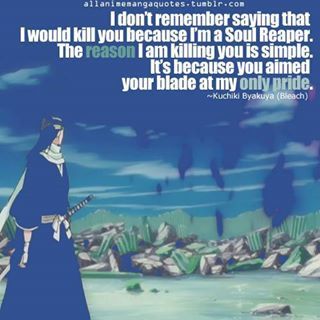 allanimemangaquotes.tumblr.com
I don't remember saying that
I would kill you because I'm a Soul Reaper.
The reason I am killing you is simple.
It's because you aimed
your blade at my only pride.
~Kuchiki Byakuya (Bleach)